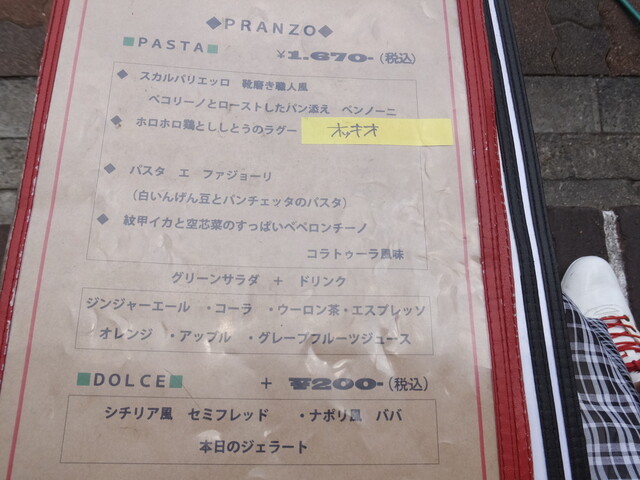 ◆PRANZO◆
■PASTA■ ¥1.670-(税込)
◆ スカルパリエッロ 靴磨き職人風
ペコリーノとローストしたパン添え ペンノーニ
◆ ホロホロ鶏とししとうのラグー ホッキオ
◆ パスタ エ ファジョーリ
(白いんげん豆とパンチェッタのパスタ)
◆ 紋甲イカと空芯菜のすっぱいペペロンチーノ
コラトゥーラ風味
グリーンサラダ + ドリンク
ジンジャーエール ・コーラ ・ウーロン茶・エスプレッソ
オレンジ ・アップル ・グレープフルーツジュース
■DOLCE■ + ¥200-(税込)
シチリア風 セミフレッド ・ナポリ風 ババ
本日のジェラート